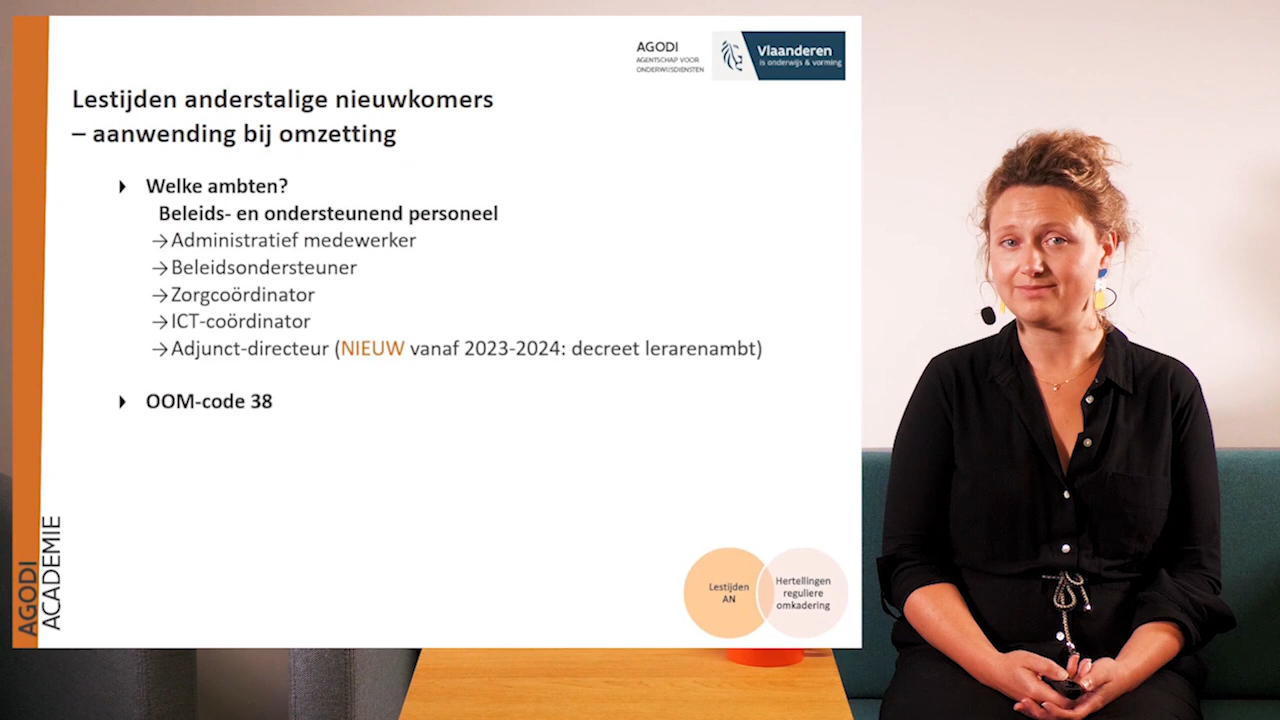 AGODI
AGENTSCHAP VOOR
ONDERWIJSDIENSTEN
Vlaanderen
is onderwijs & vorming
Lestijden anderstalige nieuwkomers
– aanwending bij omzetting
Welke ambten?
Beleids- en ondersteunend personeel
→Administratief medewerker
→Beleidsondersteuner
→Zorgcoördinator
→ICT-coördinator
→Adjunct-directeur (NIEUW vanaf 2023-2024: decreet lerarenambt)
OOM-code 38
AGODI
ACADEMIE
Lestijden
AN
Hertellingen
reguliere
omkadering